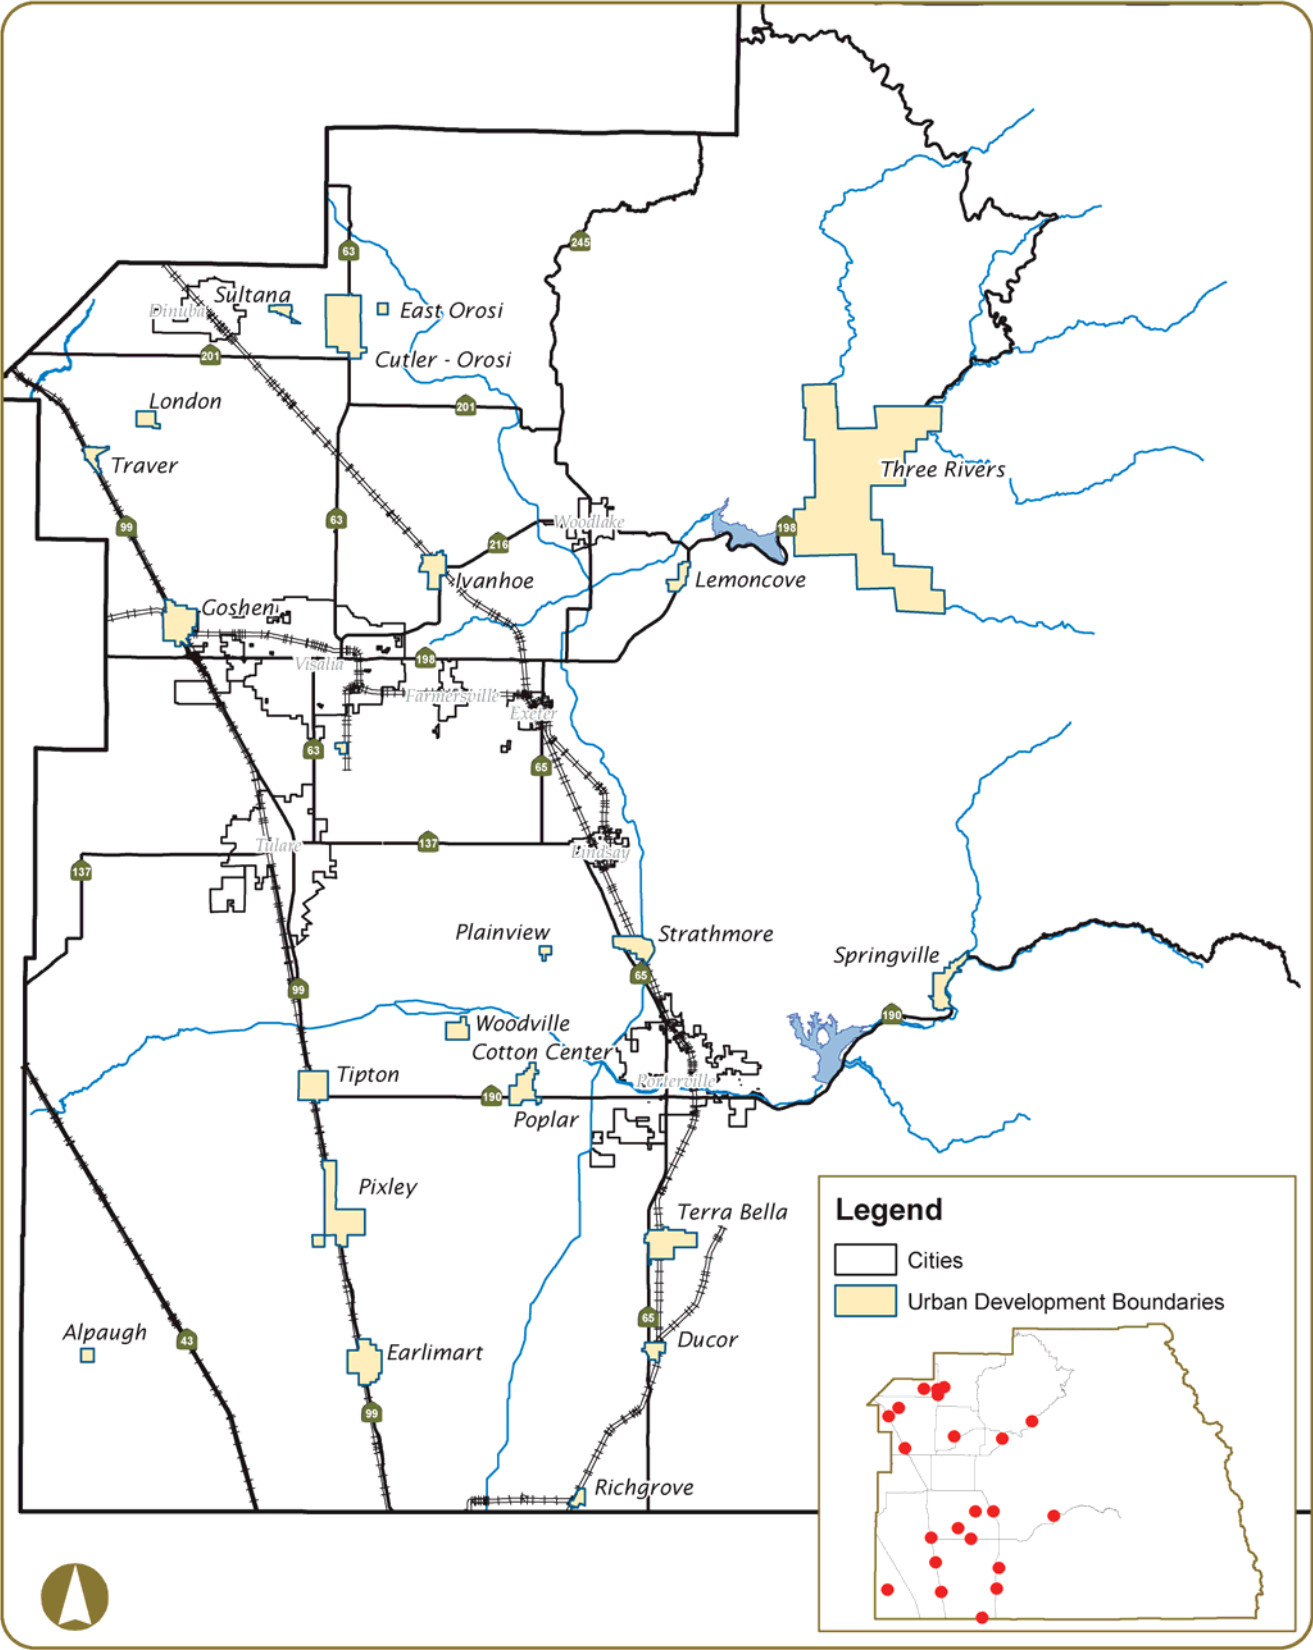 63
245
Sultana
Dinuba
East Orosi
201
Cutler - Orosi
London
201
Traver
Three Rivers
99
63
Woodlake
198
216
Ivanhoe
Lemoncove
Goshen
Visalia
198
Farmersville
Exeter
63
65
Tulare
137
Lindsay
137
Plainview
Strathmore
Springville
65
99
190
Woodville
Cotton Center
Tipton
Porterville
190
Poplar
Pixley
Terra Bella
Legend
Cities
Urban Development Boundaries
65
Alpaugh
43
Ducor
Earlimart
99
Richgrove